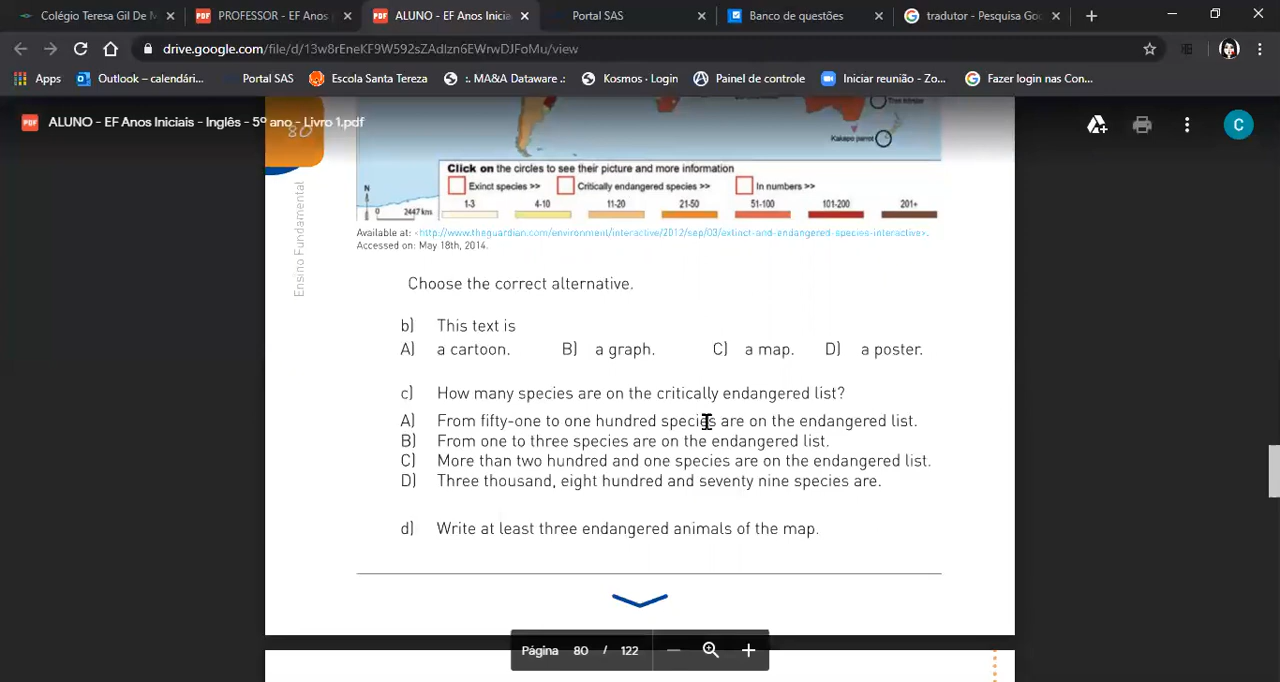 Colégio Teresa Gil De M
PROFESSOR - EF Anos
ALUNO - EF Anos Inicia
Portal SAS
Banco de questões
tradutor - Pesquisa Goo
drive.google.com/file/d/13w8rEneKF9W592sZAdIzn6EWrwDJFoMu/view
Apps
Outlook – calendári...
Portal SAS
Escola Santa Tereza
:. MA&A Dataware .:
Kosmos · Login
Painel de controle
Iniciar reunião - Zo...
Fazer login nas Con...
ALUNO - EF Anos Iniciais - Inglês - 5º ano - Livro 1.pdf
C
80
Ensino Fundamental
Kakapo parrot
Click on the circles to see their picture and more information
Exinct species >> Critically endangered species >> In numbers >>
1-3 4-10 11-20 21-50 51-100 101-200 201+
N
0 2447 kms
Available at: <http://www.theguardian.com/environment/interactive/2012/sep/03/extinct-and-endangered-species-interactive>.
Accessed on: May 18th, 2014.
Choose the correct alternative.
b) This text is
A) a cartoon. B) a graph. C) a map. D) a poster.
c) How many species are on the critically endangered list?
A) From fifty-one to one hundred species are on the endangered list.
B) From one to three species are on the endangered list.
C) More than two hundred and one species are on the endangered list.
D) Three thousand, eight hundred and seventy nine species are.
d) Write at least three endangered animals of the map.
Página 80 / 122